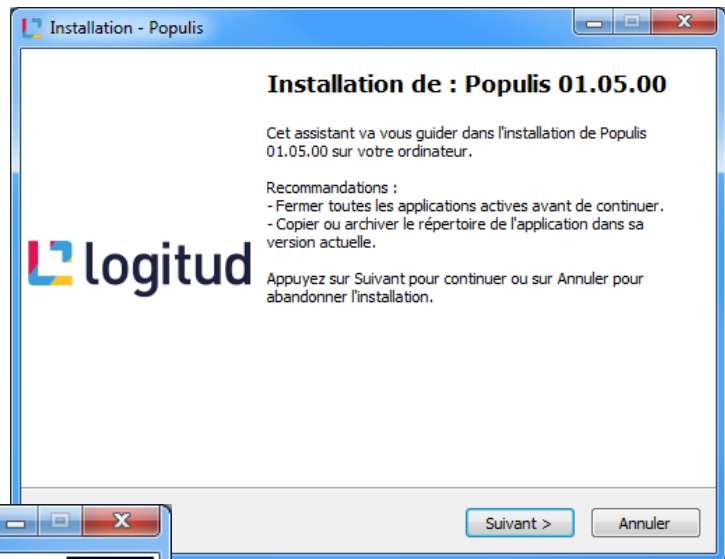 Installation - Populis
Installation de : Populis 01.05.00
Cet assistant va vous guider dans l'installation de Populis
01.05.00 sur votre ordinateur.
Recommandations :
- Fermer toutes les applications actives avant de continuer.
- Copier ou archiver le répertoire de l'application dans sa
version actuelle.
logitud
Appuyez sur Suivant pour continuer ou sur Annuler pour
abandonner l'installation.
Suivant >
Annuler